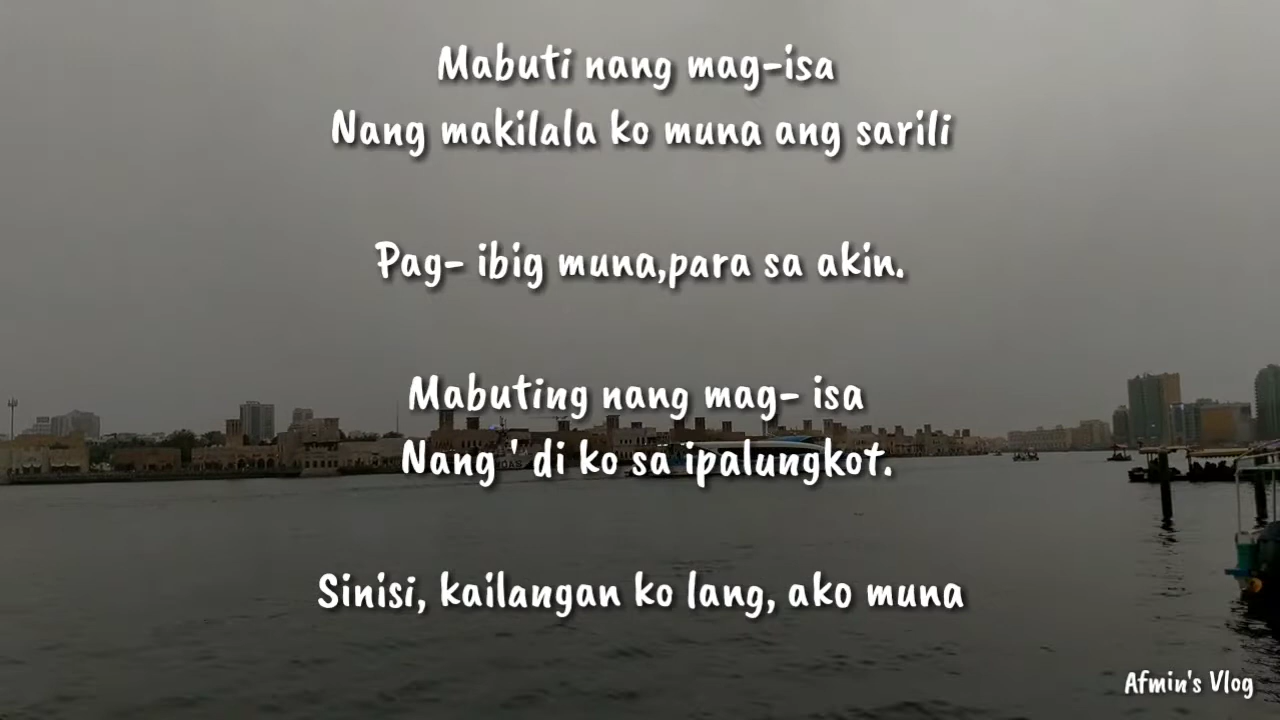 Mabuti nang mag-isa
Nang makilala ko muna ang sarili
Pag- ibig muna,para sa akin.
Mabuting nang mag- isa
Nang ' di ko sa ipalungkot.
Sinisi, kailangan ko lang, ako muna
Afmin's Vlog